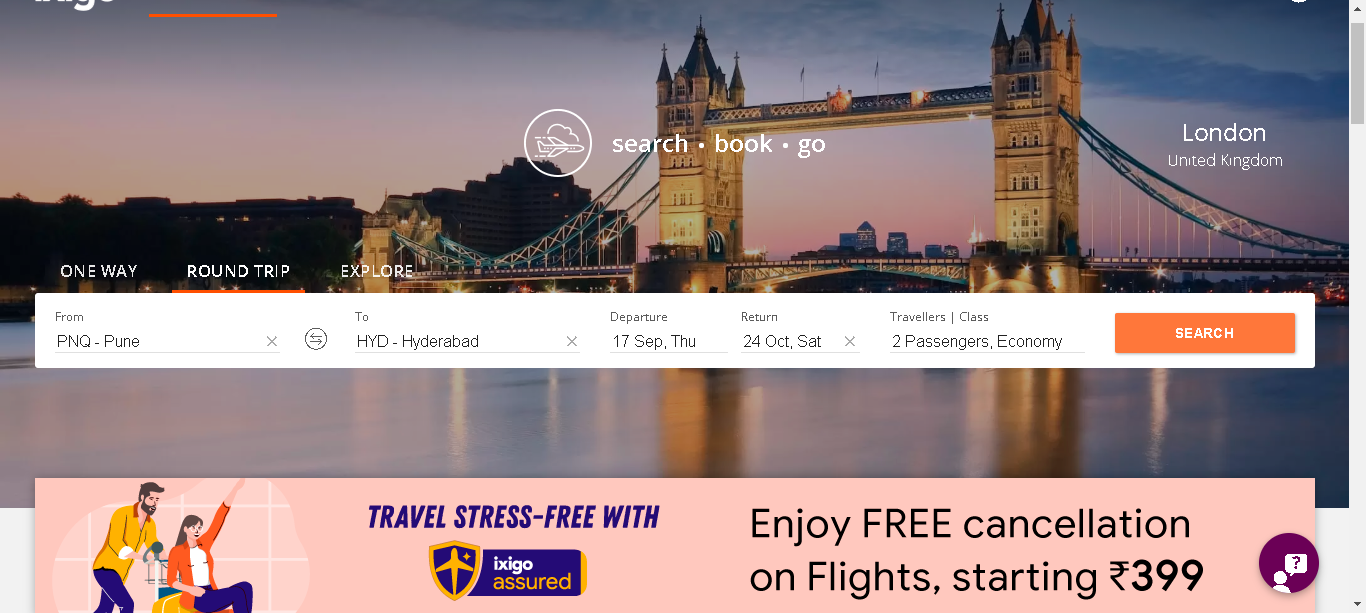 ixigo
search • book • go
London
United Kingdom
ONE WAY ROUND TRIP EXPLORE
From To Departure Return Travellers | Class
PNQ - Pune HYD - Hyderabad 17 Sep, Thu 24 Oct, Sat 2 Passengers, Economy SEARCH
TRAVEL STRESS-FREE WITH
ixigo
assured
Enjoy FREE cancellation
on Flights, starting ₹399
?